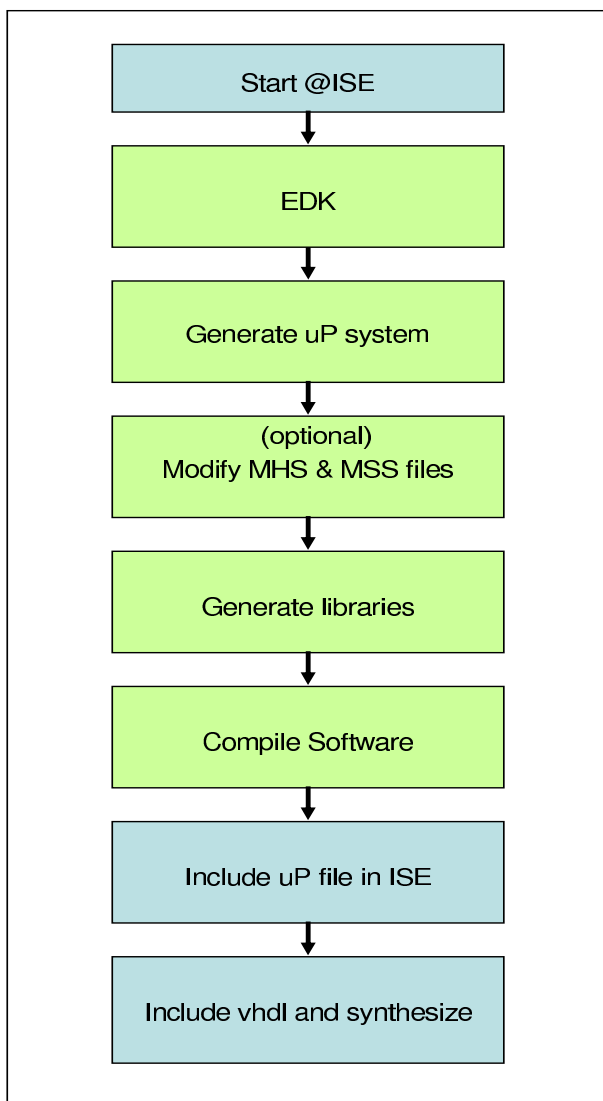 Start @ISE
EDK
Generate uP system
(optional)
Modify MHS & MSS files
Generate libraries
Compile Software
Include uP file in ISE
Include vhdl and synthesize